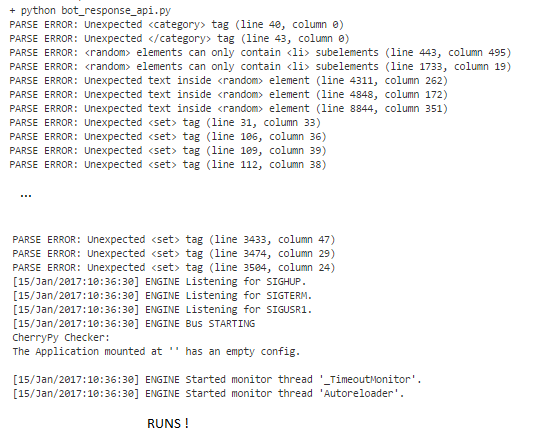 + python bot_response_api.py
PARSE ERROR: Unexpected <category> tag (line 40, column 0)
PARSE ERROR: Unexpected </category> tag (line 43, column 0)
PARSE ERROR: <random> elements can only contain <li> subelements (line 443, column 495)
PARSE ERROR: <random> elements can only contain <li> subelements (line 1733, column 19)
PARSE ERROR: Unexpected text inside <random> element (line 4311, column 262)
PARSE ERROR: Unexpected text inside <random> element (line 4848, column 172)
PARSE ERROR: Unexpected text inside <random> element (line 8844, column 351)
PARSE ERROR: Unexpected <set> tag (line 31, column 33)
PARSE ERROR: Unexpected <set> tag (line 106, column 36)
PARSE ERROR: Unexpected <set> tag (line 109, column 39)
PARSE ERROR: Unexpected <set> tag (line 112, column 38)
...
PARSE ERROR: Unexpected <set> tag (line 3433, column 47)
PARSE ERROR: Unexpected <set> tag (line 3474, column 29)
PARSE ERROR: Unexpected <set> tag (line 3504, column 24)
[15/Jan/2017:10:36:30] ENGINE Listening for SIGHUP.
[15/Jan/2017:10:36:30] ENGINE Listening for SIGTERM.
[15/Jan/2017:10:36:30] ENGINE Listening for SIGUSR1.
[15/Jan/2017:10:36:30] ENGINE Bus STARTING
CherryPy Checker:
The Application mounted at '' has an empty config.
[15/Jan/2017:10:36:30] ENGINE Started monitor thread '_TimeoutMonitor'.
[15/Jan/2017:10:36:30] ENGINE Started monitor thread 'Autoreloader'.
RUNS !